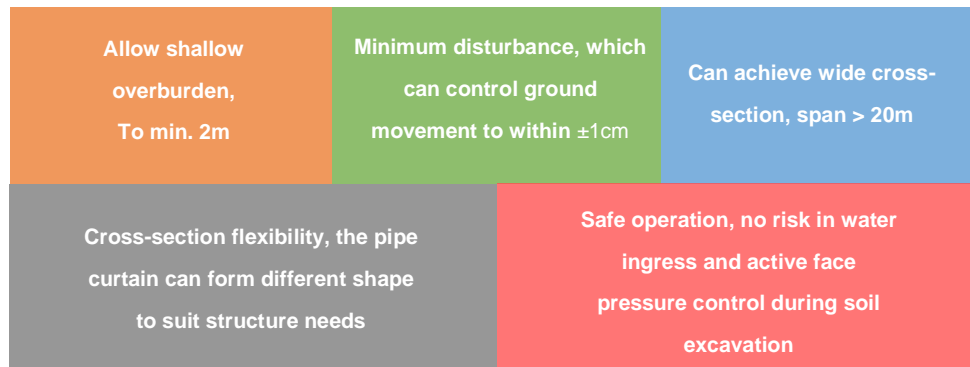 Allow shallow
overburden,
To min. 2m
Minimum disturbance, which
can control ground
movement to within ±1cm
Can achieve wide cross-
section, span > 20m
Cross-section flexibility, the pipe
curtain can form different shape
to suit structure needs
Safe operation, no risk in water
ingress and active face
pressure control during soil
excavation